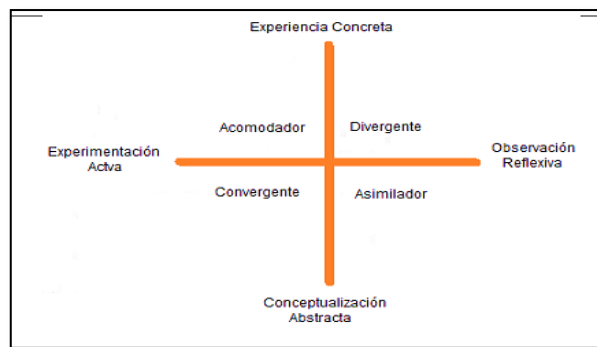 Experiencia Concreta
Acomodador
Divergente
Experimentación
Actva
Observación
Reflexiva
Convergente
Asimilador
Conceptualización
Abstracta